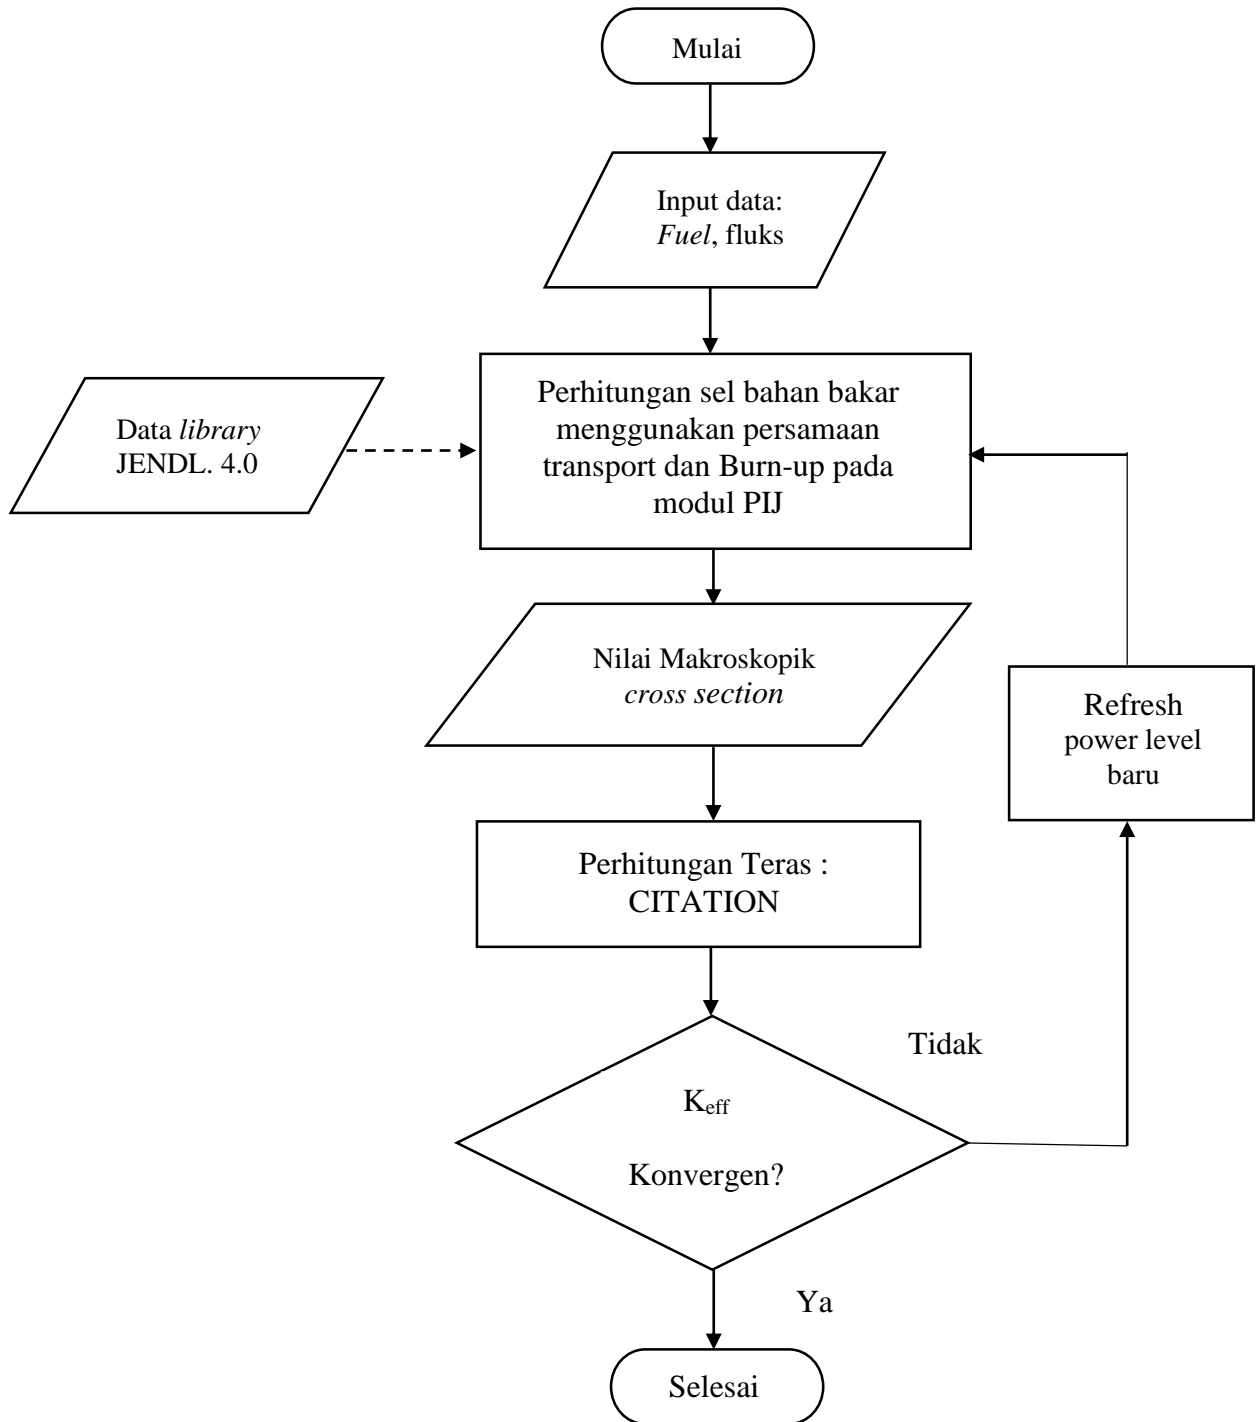 Mulai
Input data:
Fuel, fluks
Perhitungan sel bahan bakar
menggunakan persamaan
transport dan Burn-up pada
modul PIJ
Data library
JENDL. 4.0
Nilai Makroskopik
cross section
Refresh
power level
baru
Perhitungan Teras :
CITATION
Tidak
Keff
Konvergen?
Ya
Selesai